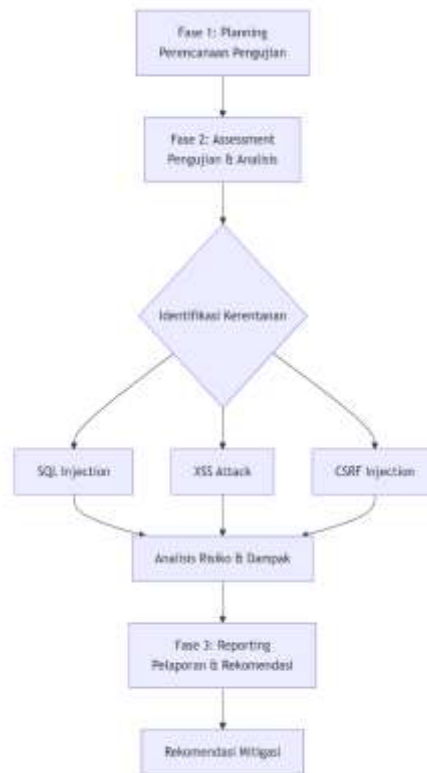 Fase 1: Planning
Perencanaan Pengujian
Fase 2: Assessment
Pengujian & Analisis
Identifikasi Kerentanan
SQL Injection
XSS Attack
CSRF Injection
Analisis Risiko & Dampak
Fase 3: Reporting
Pelaporan & Rekomendasi
Rekomendasi Mitigasi